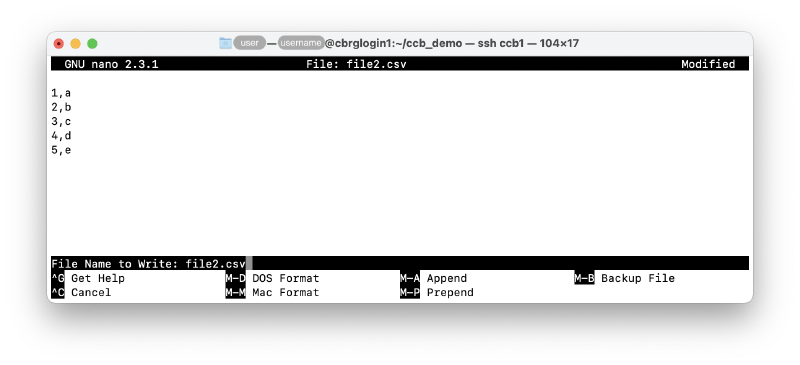 user — username@cbrglogin1:~/ccb_demo — ssh ccb1 — 104×17
GNU nano 2.3.1 File: file2.csv Modified
1,a
2,b
3,c
4,d
5,e
File Name to Write: file2.csv
^G Get Help M-D DOS Format M-A Append M-B Backup File
^C Cancel M-M Mac Format M-P Prepend